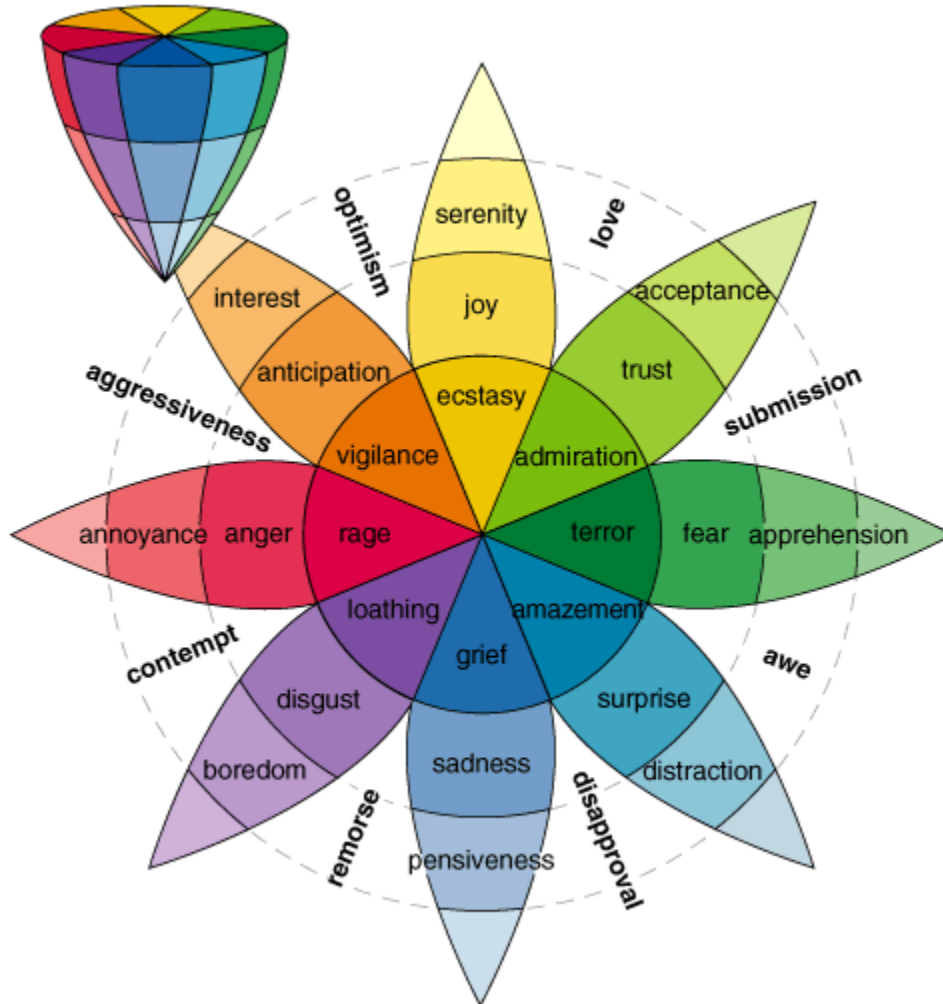 optimism
serenity
love
interest
joy
acceptance
anticipation
trust
aggressiveness
ecstasy
submission
vigilance
admiration
annoyance
anger
rage
terror
fear
apprehension
loathing
amazement
contempt
grief
awe
disgust
surprise
boredom
sadness
distraction
remorse
disapproval
pensiveness